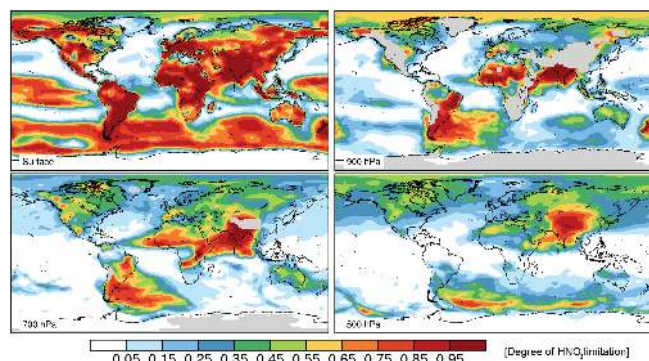 Surface
900 hPa
700 hPa
500 hPa
0.05 0.15 0.25 0.35 0.45 0.55 0.65 0.75 0.85 0.95
[Degree of HNO3 limitation]